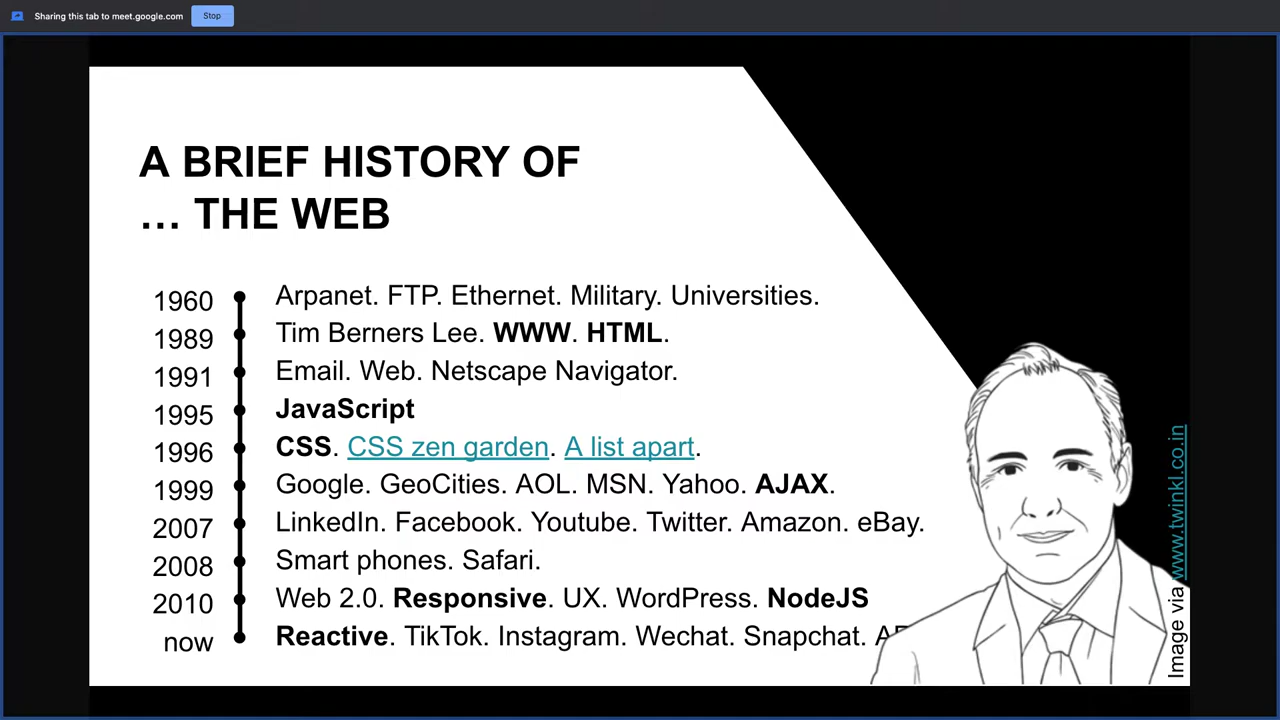 Sharing this tab to meet.google.com Stop
A BRIEF HISTORY OF
… THE WEB
1960 Arpanet. FTP. Ethernet. Military. Universities.
1989 Tim Berners Lee. WWW. HTML.
1991 Email. Web. Netscape Navigator.
1995 JavaScript
1996 CSS. CSS zen garden. A list apart.
1999 Google. GeoCities. AOL. MSN. Yahoo. AJAX.
2007 LinkedIn. Facebook. Youtube. Twitter. Amazon. eBay.
2008 Smart phones. Safari.
2010 Web 2.0. Responsive. UX. WordPress. NodeJS
now Reactive. TikTok. Instagram. Wechat. Snapchat.
Image via www.twinkl.co.in